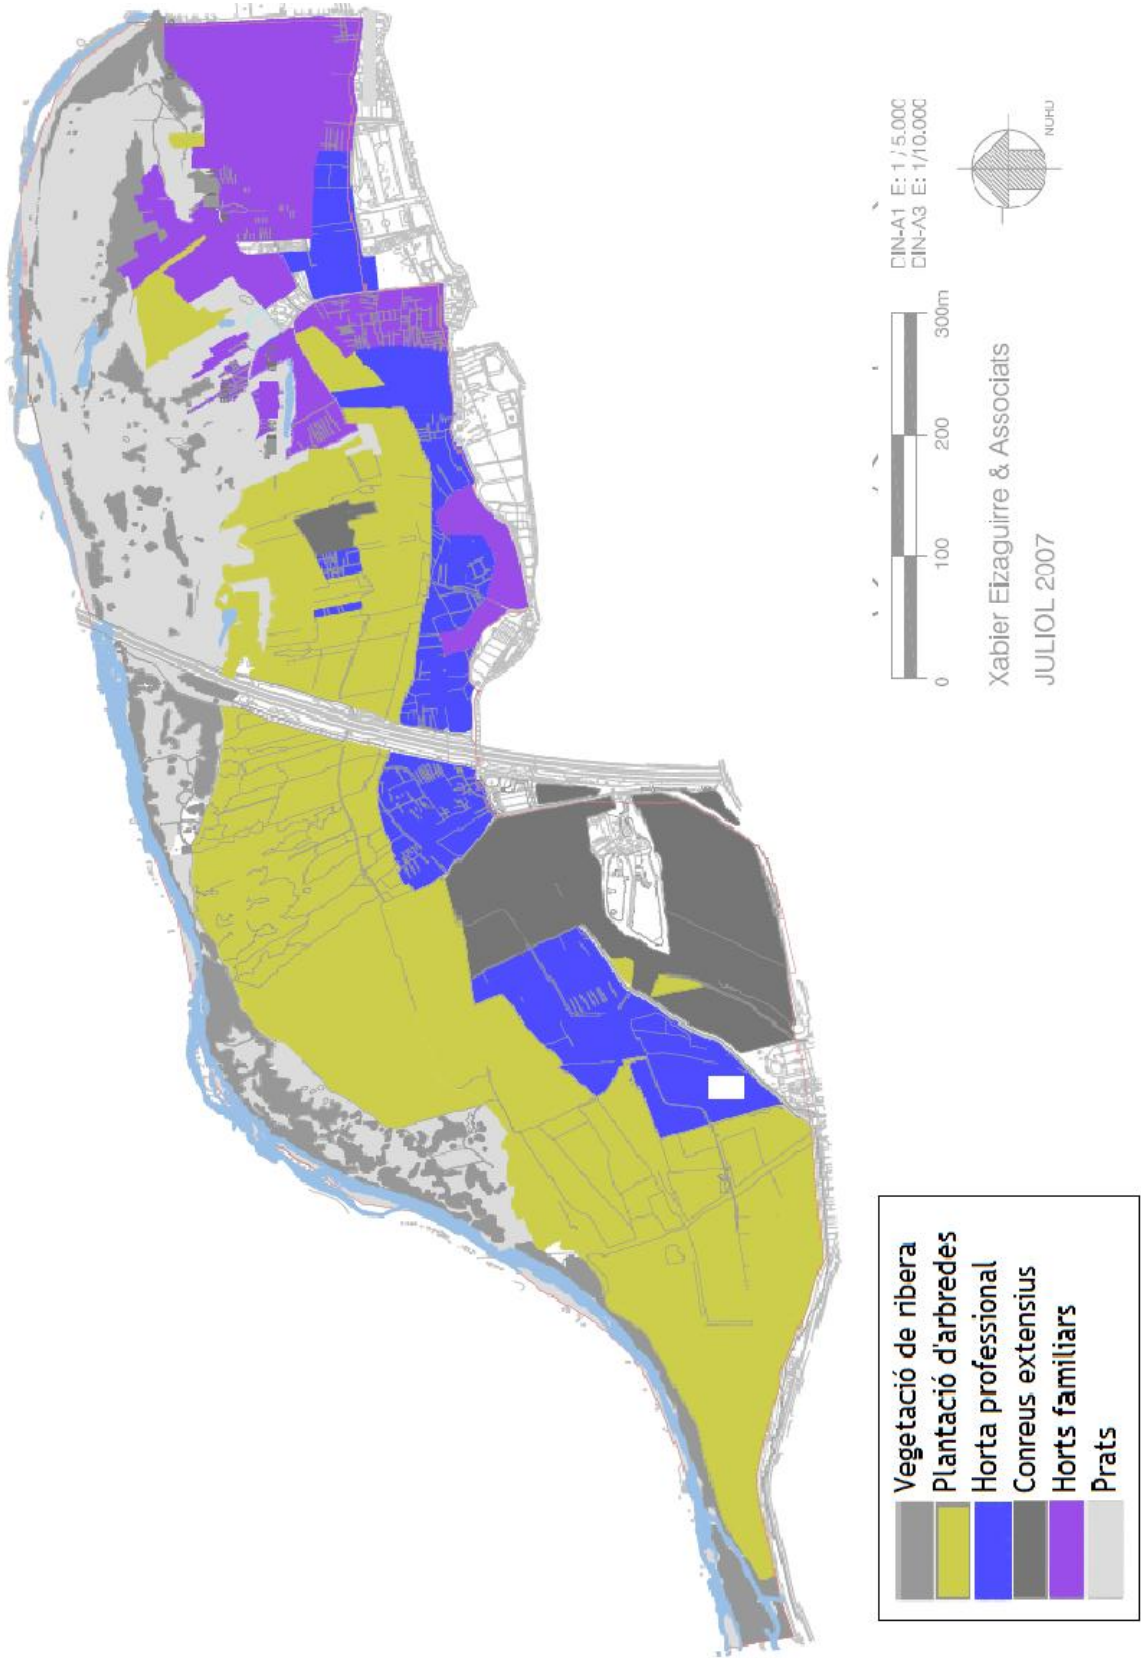 DIN-A1 E: 1 / 5.000
DIN-A3 E: 1/10.000
0 100 200 300m
Xabier Eizaguirre & Associats
JULIOL 2007
Vegetació de ribera
Plantació d'arbredes
Horta professional
Conreus extensius
Horts familiars
Prats